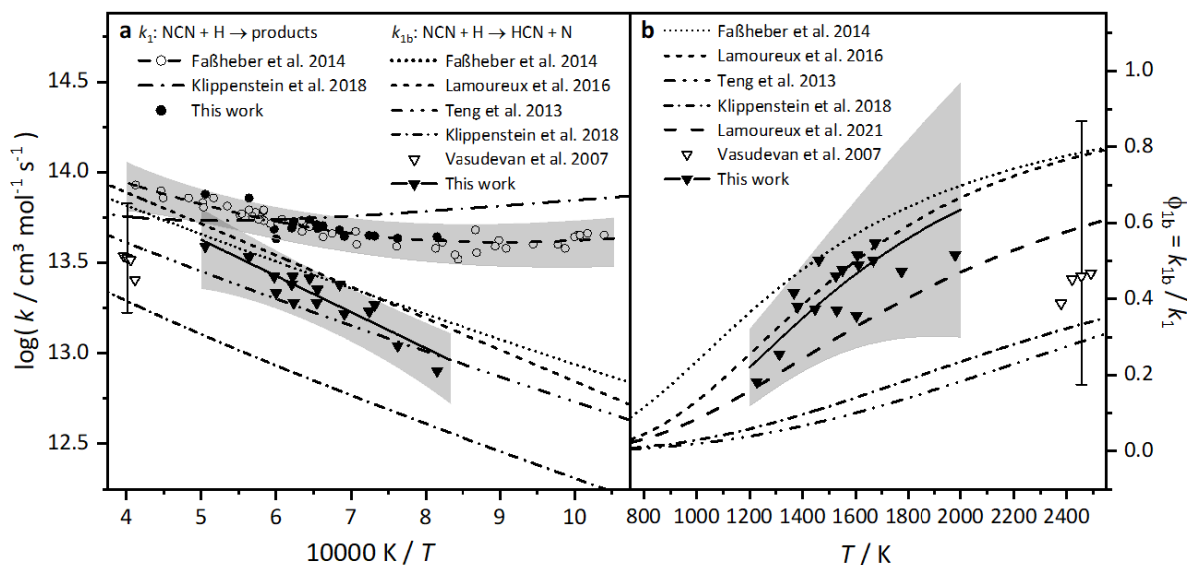 a
k₁: NCN + H → products
Faßheber et al. 2014
Klippenstein et al. 2018
This work
k₁b: NCN + H → HCN + N
Faßheber et al. 2014
Lamoureux et al. 2016
Teng et al. 2013
Klippenstein et al. 2018
Vasudevan et al. 2007
This work
14.5
14.0
13.5
13.0
12.5
log( k / cm³ mol⁻¹ s⁻¹)
4 5 6 7 8 9 10
10000 K / T
b
Faßheber et al. 2014
Lamoureux et al. 2016
Teng et al. 2013
Klippenstein et al. 2018
Lamoureux et al. 2021
Vasudevan et al. 2007
This work
1.0
0.8
0.6
0.4
0.2
0.0
ϕ₁b = k₁b / k₁
800 1000 1200 1400 1600 1800 2000 2200 2400
T / K